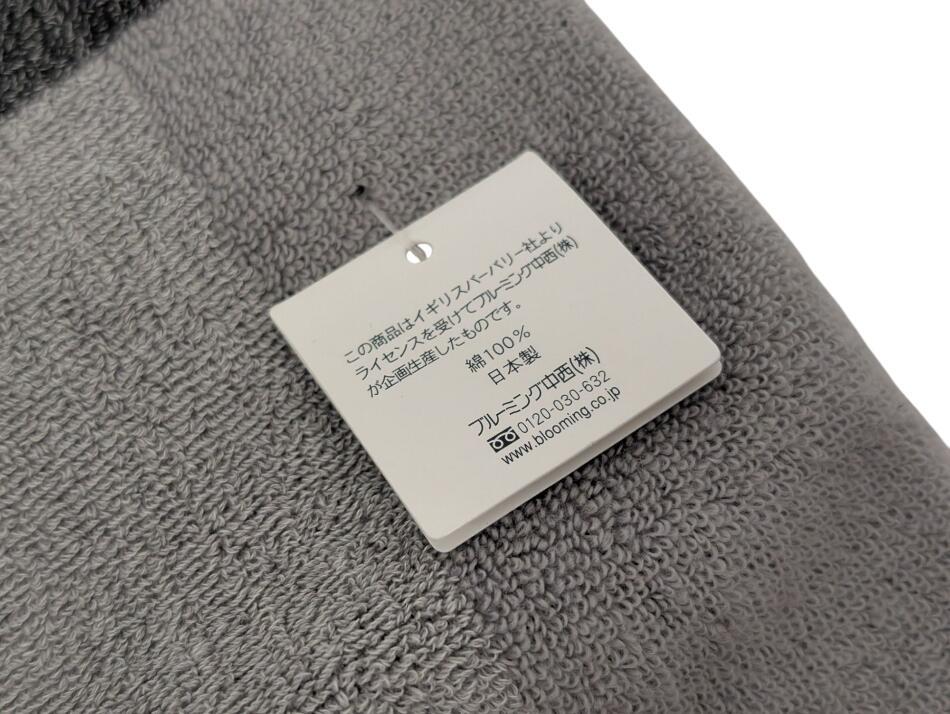 この商品はイギリスバーバリー社より
ライセンスを受けてブルーミング中西(株)
が企画生産したものです。
綿100%
日本製
ブルーミング中西(株)
0120-030-632
www.blooming.co.jp